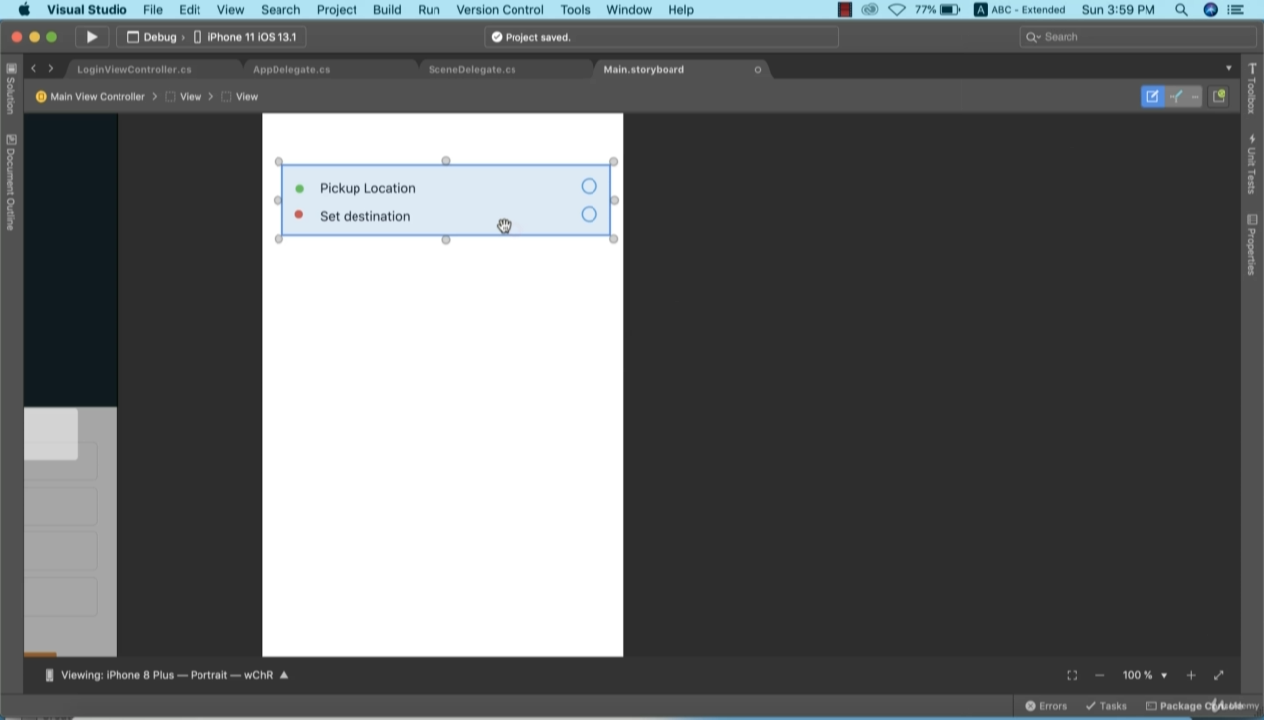 Visual Studio File Edit View Search Project Build Run Version Control Tools Window Help 77% A ABC - Extended Sun 3:59 PM
Debug › iPhone 11 iOS 13.1 Project saved. Search
LoginViewController.cs AppDelegate.cs SceneDelegate.cs Main.storyboard
Main View Controller > View > View
Solution
Document Outline
Toolbox
Unit Tests
Properties
Pickup Location
Set destination
Viewing: iPhone 8 Plus — Portrait — wChR 100 %
Errors Tasks Package